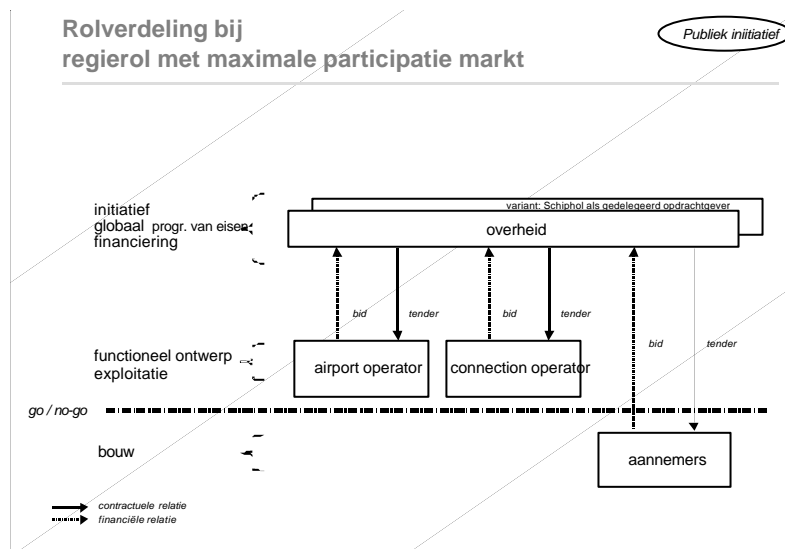 Rolverdeling bij
regierol met maximale participatie markt
Publiek iniitiatief
initiatief
globaal progr. van eisen
financiering
variant: Schiphol als gedelegeerd opdrachtgever
overheid
bid
tender
bid
tender
bid
tender
functioneel ontwerp
exploitatie
airport operator
connection operator
go / no-go
bouw
aannemers
contractuele relatie
financiële relatie